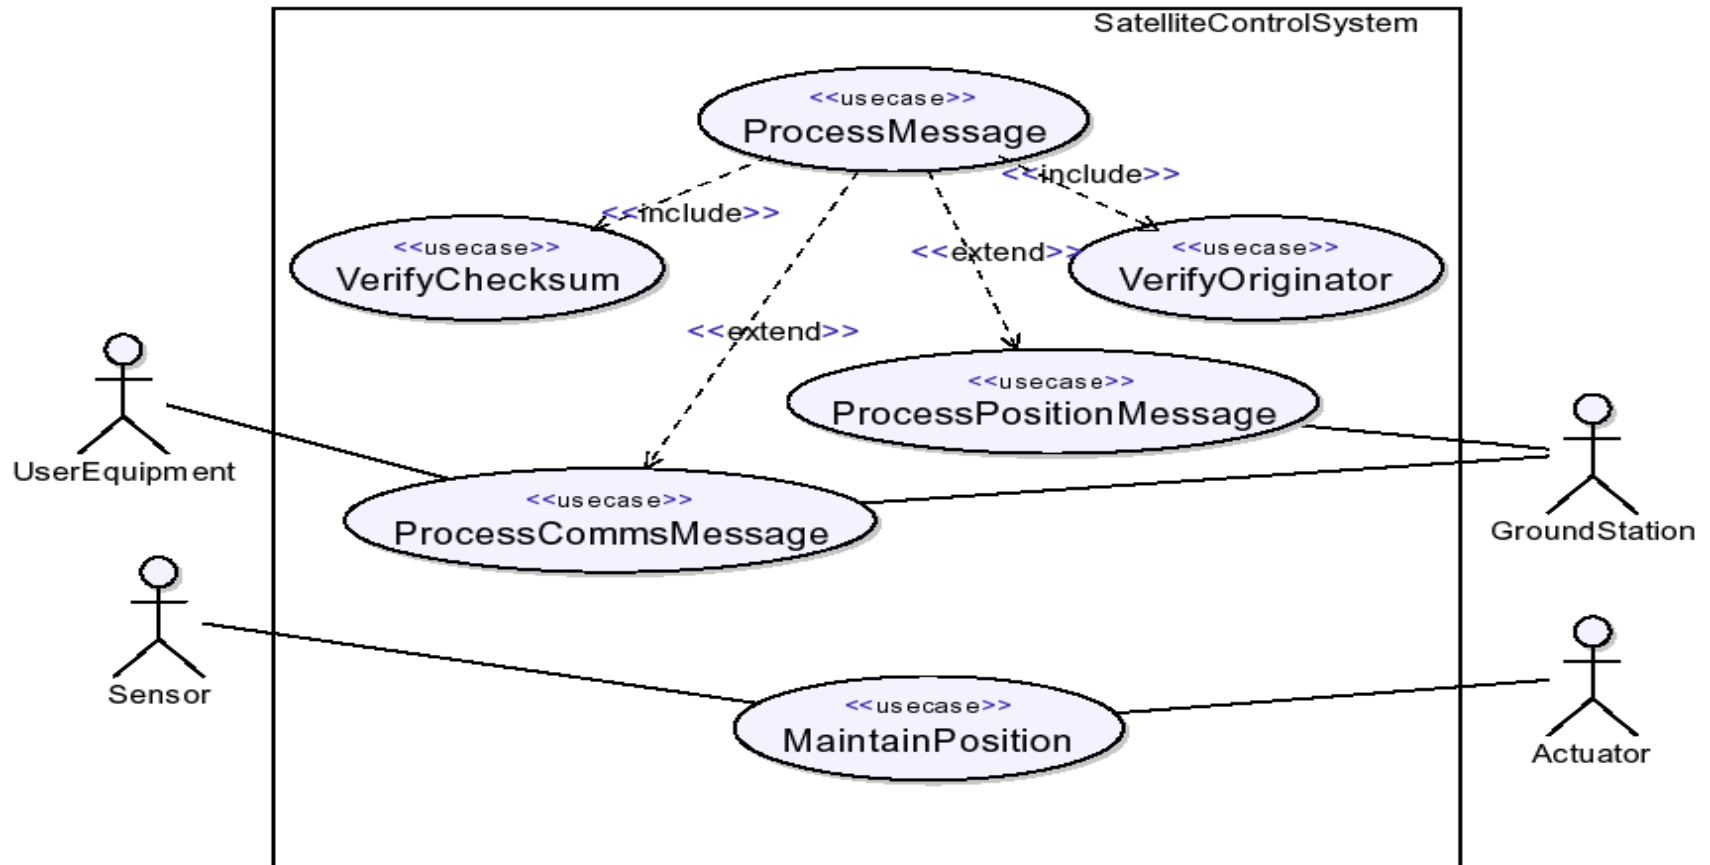 SatelliteControlSystem
<<usecase>>
ProcessMessage
<<include>>
<<include>>
<<usecase>>
VerifyChecksum
<<extend>>
<<usecase>>
VerifyOriginator
<<extend>>
<<usecase>>
ProcessPositionMessage
UserEquipment
<<usecase>>
ProcessCommsMessage
GroundStation
Sensor
<<usecase>>
MaintainPosition
Actuator